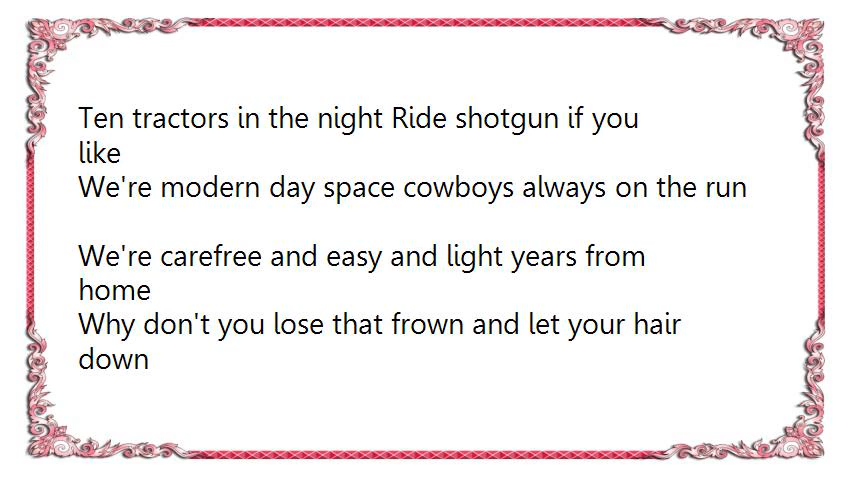 Ten tractors in the night Ride shotgun if you
like
We're modern day space cowboys always on the run
We're carefree and easy and light years from
home
Why don't you lose that frown and let your hair
down